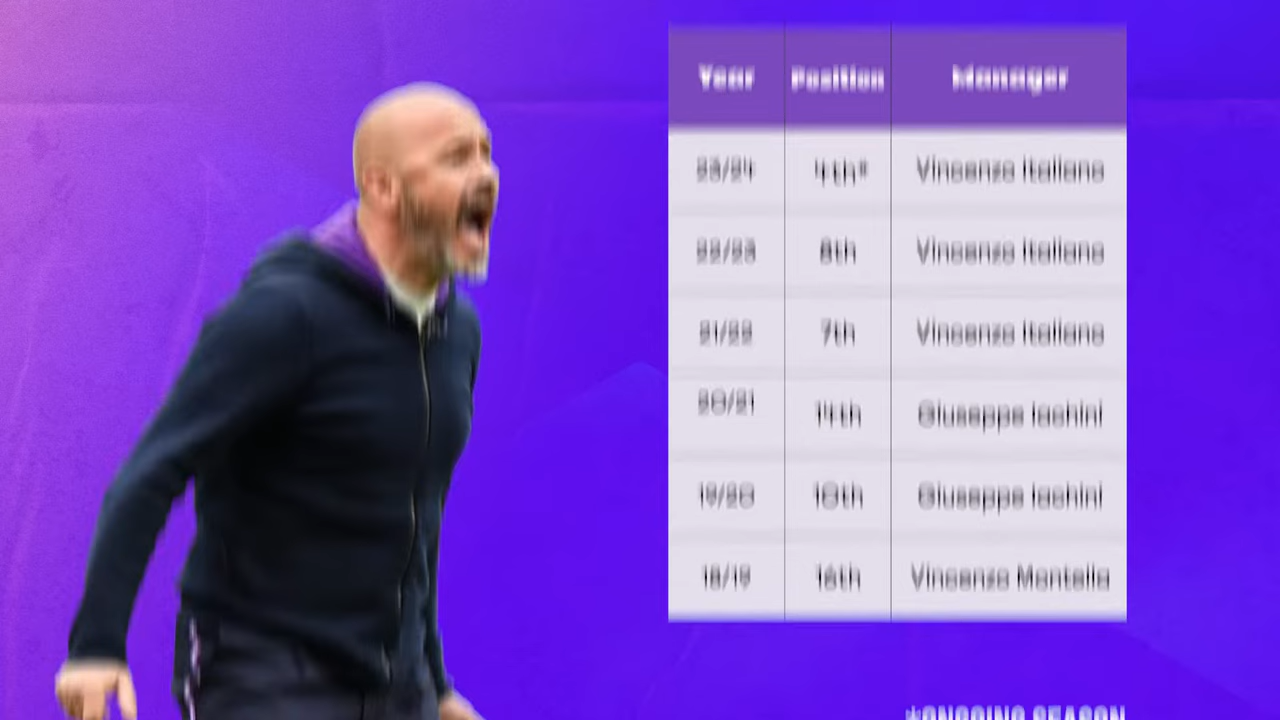 Year Position Manager
23/24 4th* Vincenzo Italiano
22/23 8th Vincenzo Italiano
21/22 7th Vincenzo Italiano
20/21 14th Giuseppe Iachini
19/20 10th Giuseppe Iachini
18/19 16th Vincenzo Montella
*ONGOING SEASON